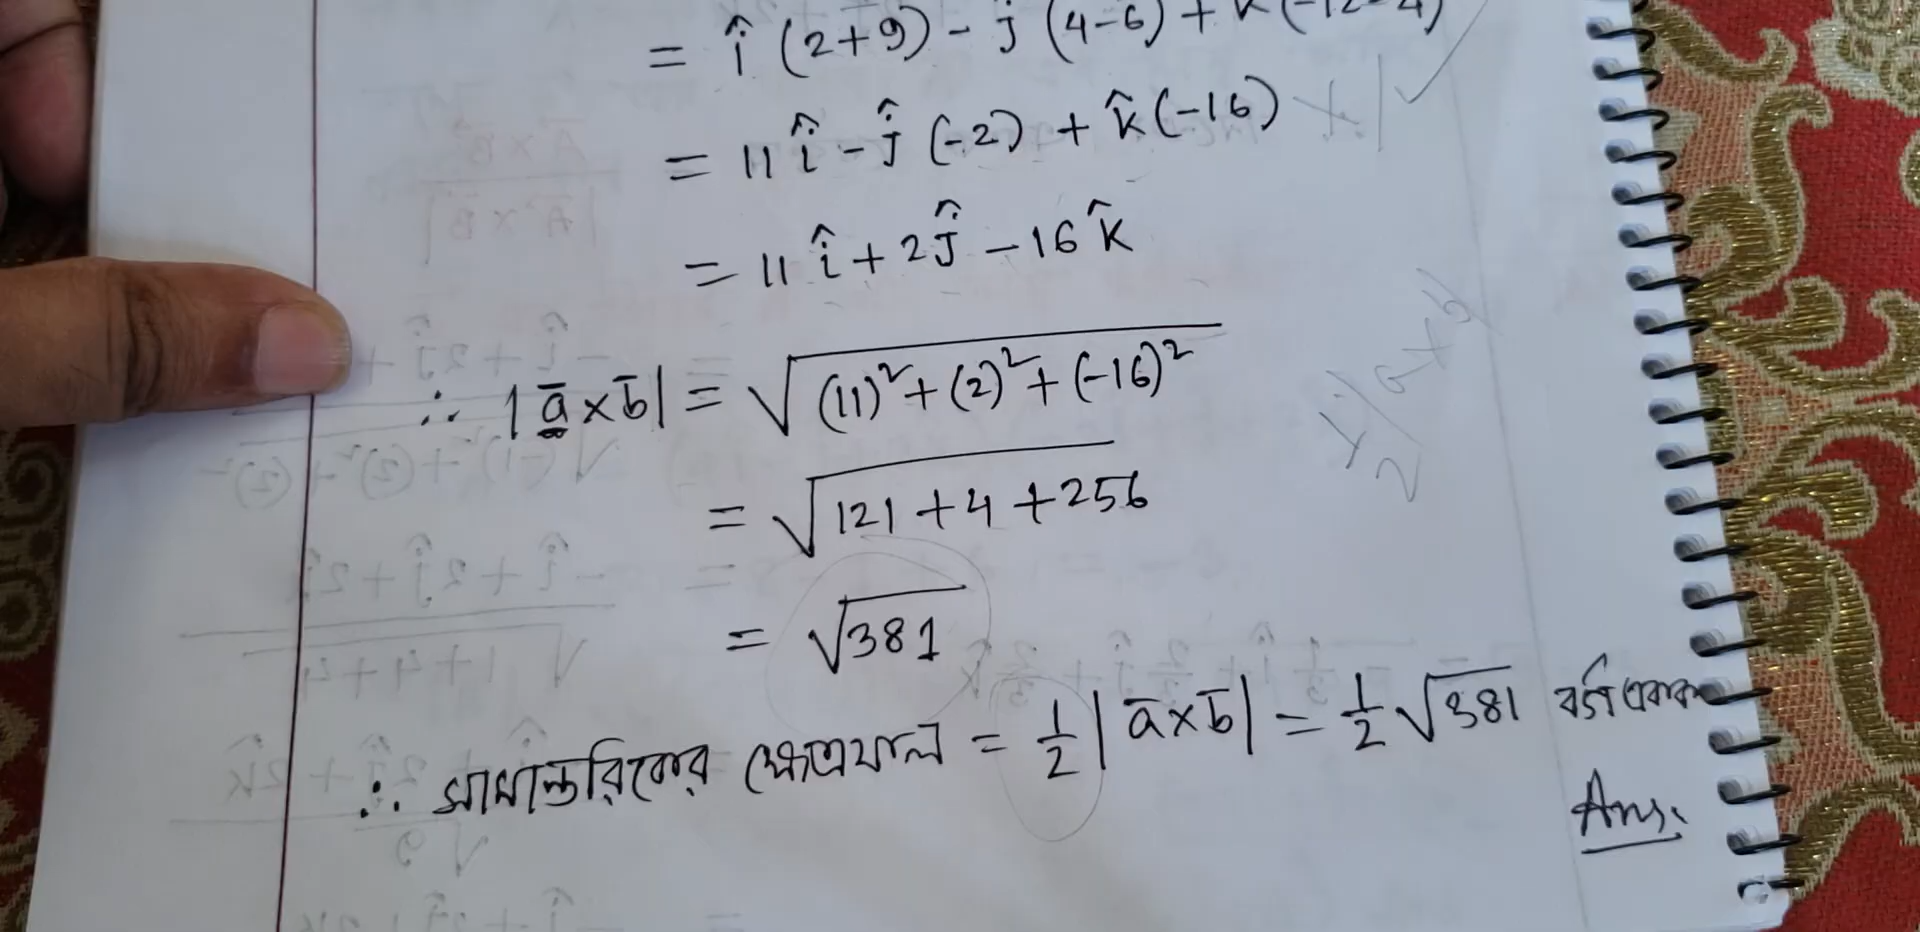 = î (2+9) - ĵ (4-6) + k̂ (-12-4)
= 11 î - ĵ (-2) + k̂ (-16)
= 11 î + 2 ĵ - 16 k̂
∴ |a̅ × b̅| = √(11)² + (2)² + (-16)²
= √121 + 4 + 256
= √381
∴ সামান্তরিকের ক্ষেত্রফল = 1/2 |a̅ × b̅| = 1/2 √381 বর্গ একক
Ans.